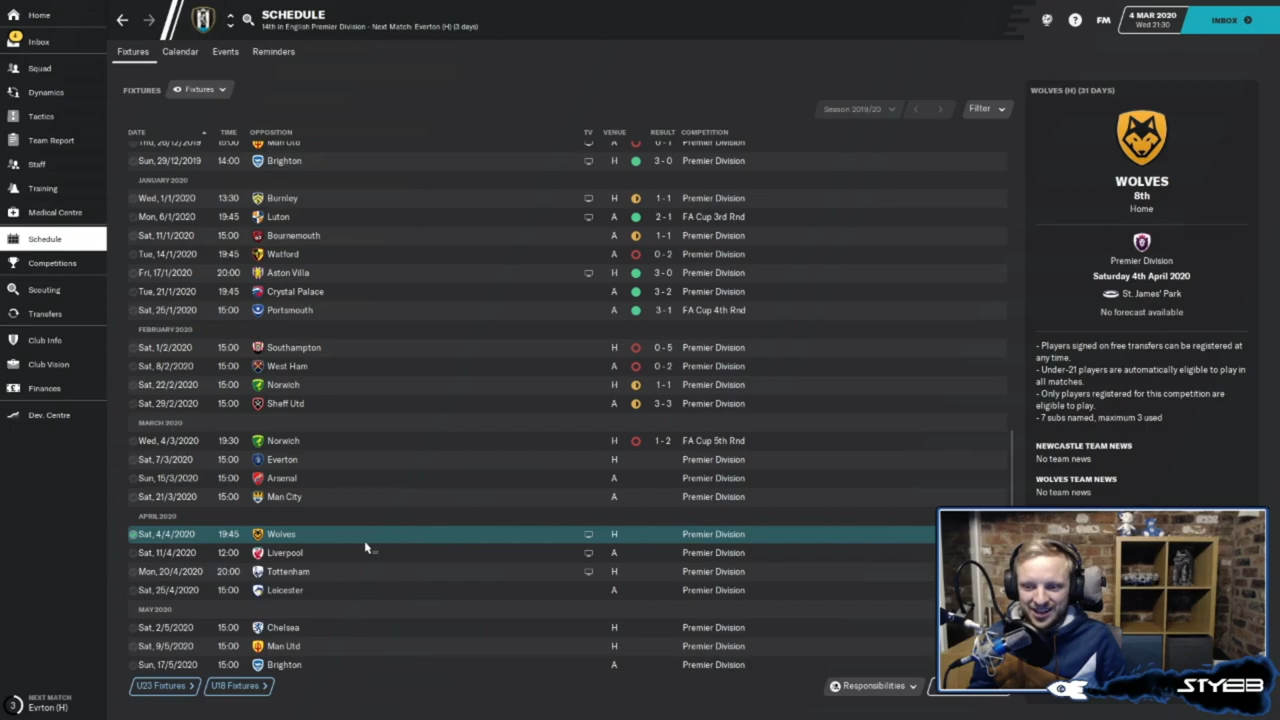 SCHEDULE
14th in English Premier Division - Next Match: Everton (H) (3 days)
FM
4 MAR 2020
Wed 21:30
INBOX
Home
4
Inbox
Squad
Dynamics
Tactics
Team Report
Staff
Training
Medical Centre
Schedule
Competitions
Scouting
Transfers
Club Info
Club Vision
Finances
Dev. Centre
3
NEXT MATCH
Evrton (H)
Fixtures Calendar Events Reminders
FIXTURES Fixtures
Season 2019/20 Filter
DATE TIME OPPOSITION TV VENUE RESULT COMPETITION
Thu, 26/12/2019 Man Utd A 0 - 1 Premier Division
Sun, 29/12/2019 14:00 Brighton H 3 - 0 Premier Division
JANUARY 2020
Wed, 1/1/2020 13:30 Burnley H 1 - 1 Premier Division
Mon, 6/1/2020 19:45 Luton A 2 - 1 FA Cup 3rd Rnd
Sat, 11/1/2020 15:00 Bournemouth A 1 - 1 Premier Division
Tue, 14/1/2020 19:45 Watford A 0 - 2 Premier Division
Fri, 17/1/2020 20:00 Aston Villa H 3 - 0 Premier Division
Tue, 21/1/2020 19:45 Crystal Palace A 3 - 2 Premier Division
Sat, 25/1/2020 15:00 Portsmouth A 3 - 1 FA Cup 4th Rnd
FEBRUARY 2020
Sat, 1/2/2020 15:00 Southampton H 0 - 5 Premier Division
Sat, 8/2/2020 15:00 West Ham A 0 - 2 Premier Division
Sat, 22/2/2020 15:00 Norwich H 1 - 1 Premier Division
Sat, 29/2/2020 15:00 Sheff Utd A 3 - 3 Premier Division
MARCH 2020
Wed, 4/3/2020 19:30 Norwich H 1 - 2 FA Cup 5th Rnd
Sat, 7/3/2020 15:00 Everton H Premier Division
Sun, 15/3/2020 15:00 Arsenal A Premier Division
Sat, 21/3/2020 15:00 Man City A Premier Division
APRIL 2020
Sat, 4/4/2020 19:45 Wolves H Premier Division
Sat, 11/4/2020 12:00 Liverpool A Premier Division
Mon, 20/4/2020 20:00 Tottenham H Premier Division
Sat, 25/4/2020 15:00 Leicester A Premier Division
MAY 2020
Sat, 2/5/2020 15:00 Chelsea H Premier Division
Sat, 9/5/2020 15:00 Man Utd H Premier Division
Sun, 17/5/2020 15:00 Brighton A Premier Division
U23 Fixtures U18 Fixtures
Responsibilities
WOLVES (H) (31 DAYS)
WOLVES
8th
Home
Premier Division
Saturday 4th April 2020
St. James' Park
No forecast available
- Players signed on free transfers can be registered at
any time.
- Under-21 players are automatically eligible to play in
all matches.
- Only players registered for this competition are
eligible to play.
- 7 subs named, maximum 3 used
NEWCASTLE TEAM NEWS
No team news
WOLVES TEAM NEWS
No team news